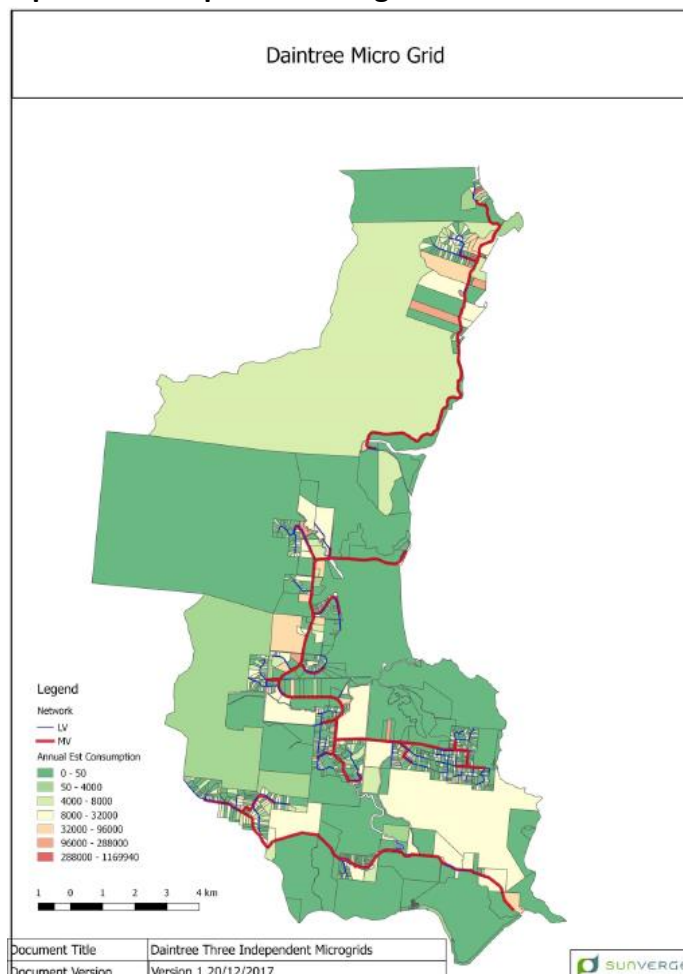 Daintree Micro Grid
Legend
Network
LV
MV
Annual Est Consumption
0 - 50
50 - 4000
4000 - 8000
8000 - 32000
32000 - 96000
96000 - 288000
288000 - 1169940
1 0 1 2 3 4 km
Document Title Daintree Three Independent Microgrids
Document Version Version 1 20/12/2017
SUNVERGE